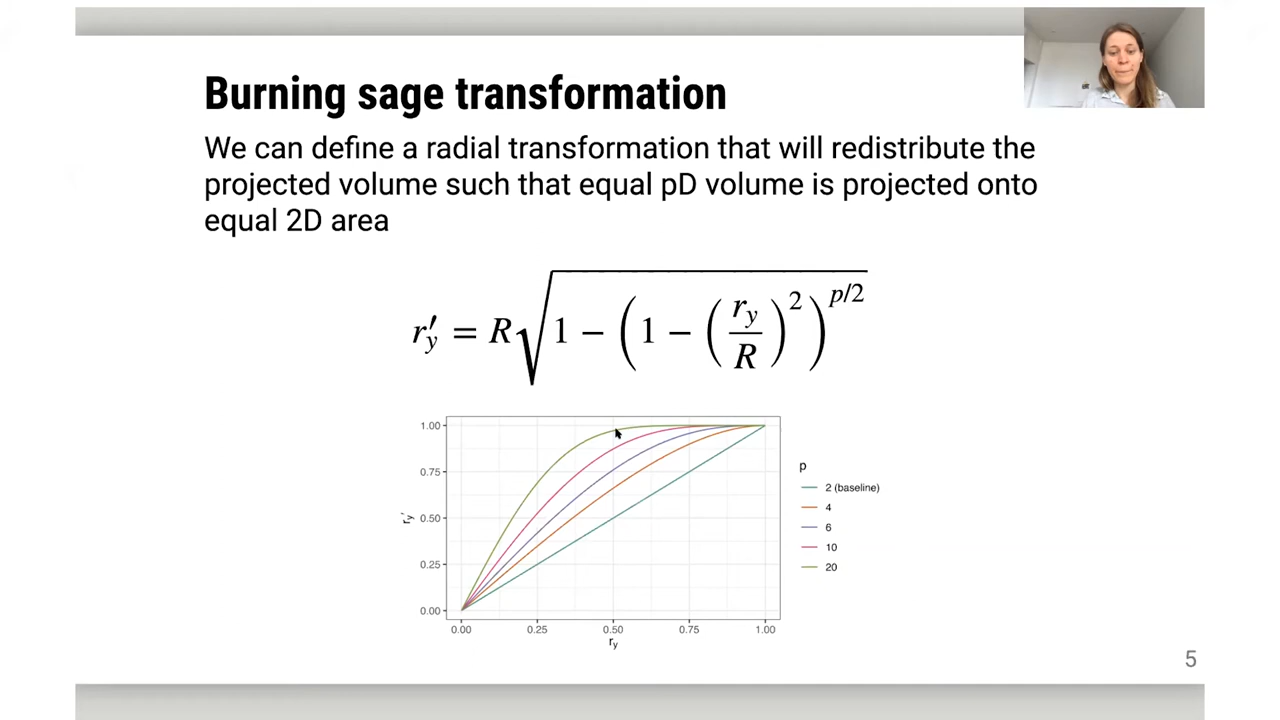 Burning sage transformation
We can define a radial transformation that will redistribute the
projected volume such that equal pD volume is projected onto
equal 2D area
r′_y = R√(1 − (1 − (r_y/R)²)^{p/2})
1.00
0.75
0.50
0.25
0.00
r_y′
0.00 0.25 0.50 0.75 1.00
r_y
p
2 (baseline)
4
6
10
20
5